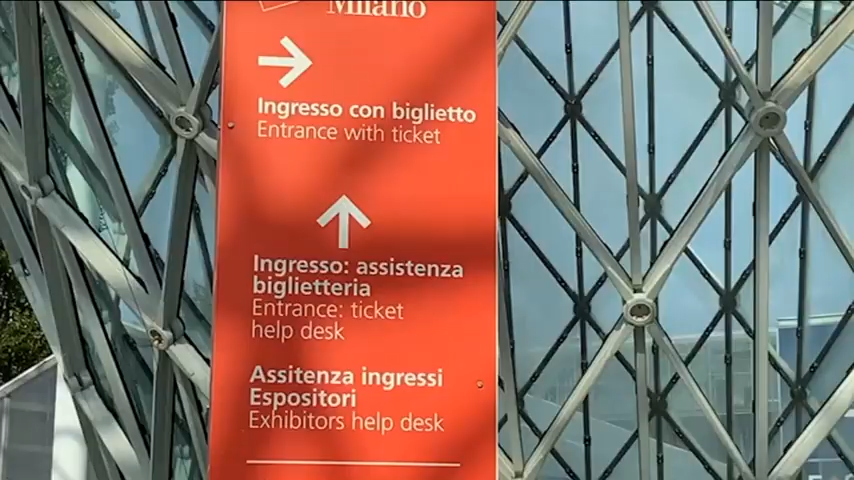 Milano
Ingresso con biglietto
Entrance with ticket
Ingresso: assistenza
biglietteria
Entrance: ticket
help desk
Assitenza ingressi
Espositori
Exhibitors help desk